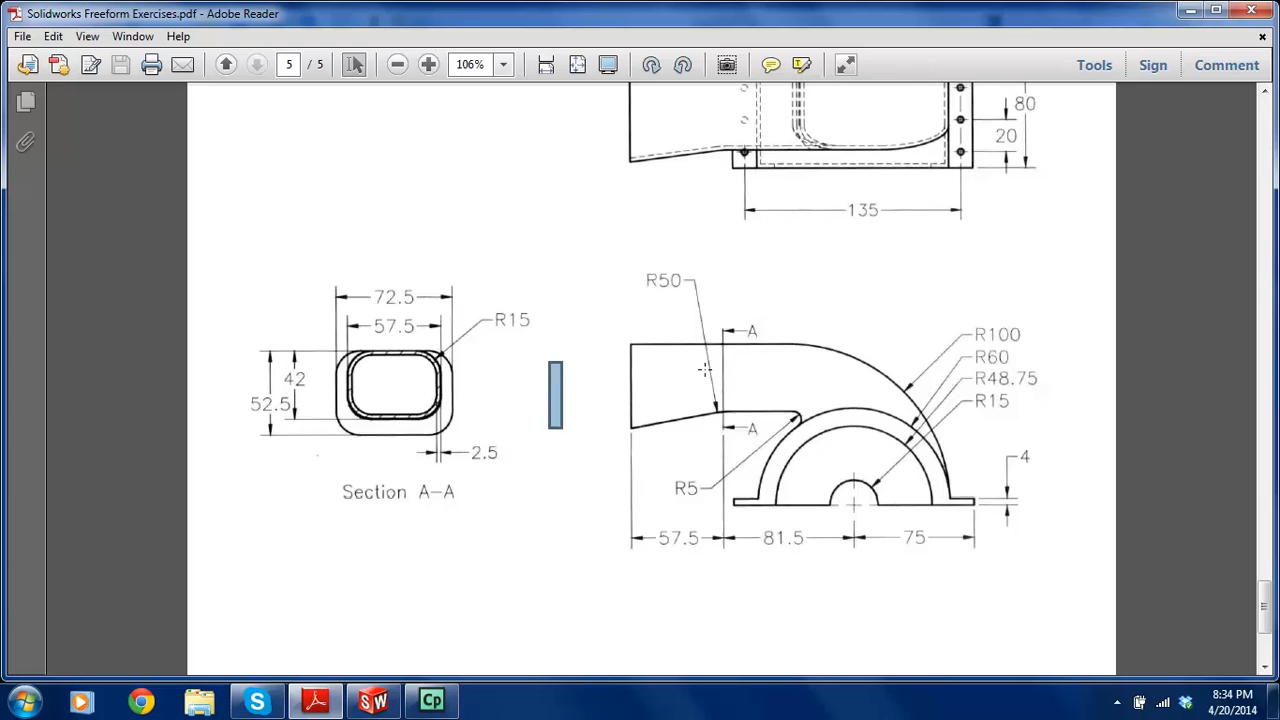 Solidworks Freeform Exercises.pdf - Adobe Reader
File Edit View Window Help
5 / 5 106% Tools Sign Comment
80
20
135
R50
72.5
57.5
R15
A
R100
R60
R48.75
R15
42
52.5
A
2.5
4
R5
Section A-A
57.5 81.5 75
8:34 PM
4/20/2014